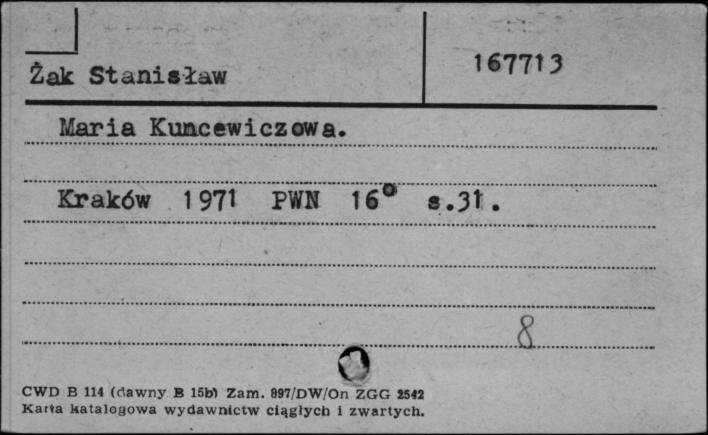 Żak Stanisław
167713
Maria Kuncewiczowa.
Kraków 1971 PWN 16° s.31.
8
CWD B 114 (dawny B 15b) Zam. 897/DW/On ZGG 2542
Karta katalogowa wydawnictw ciągłych i zwartych.